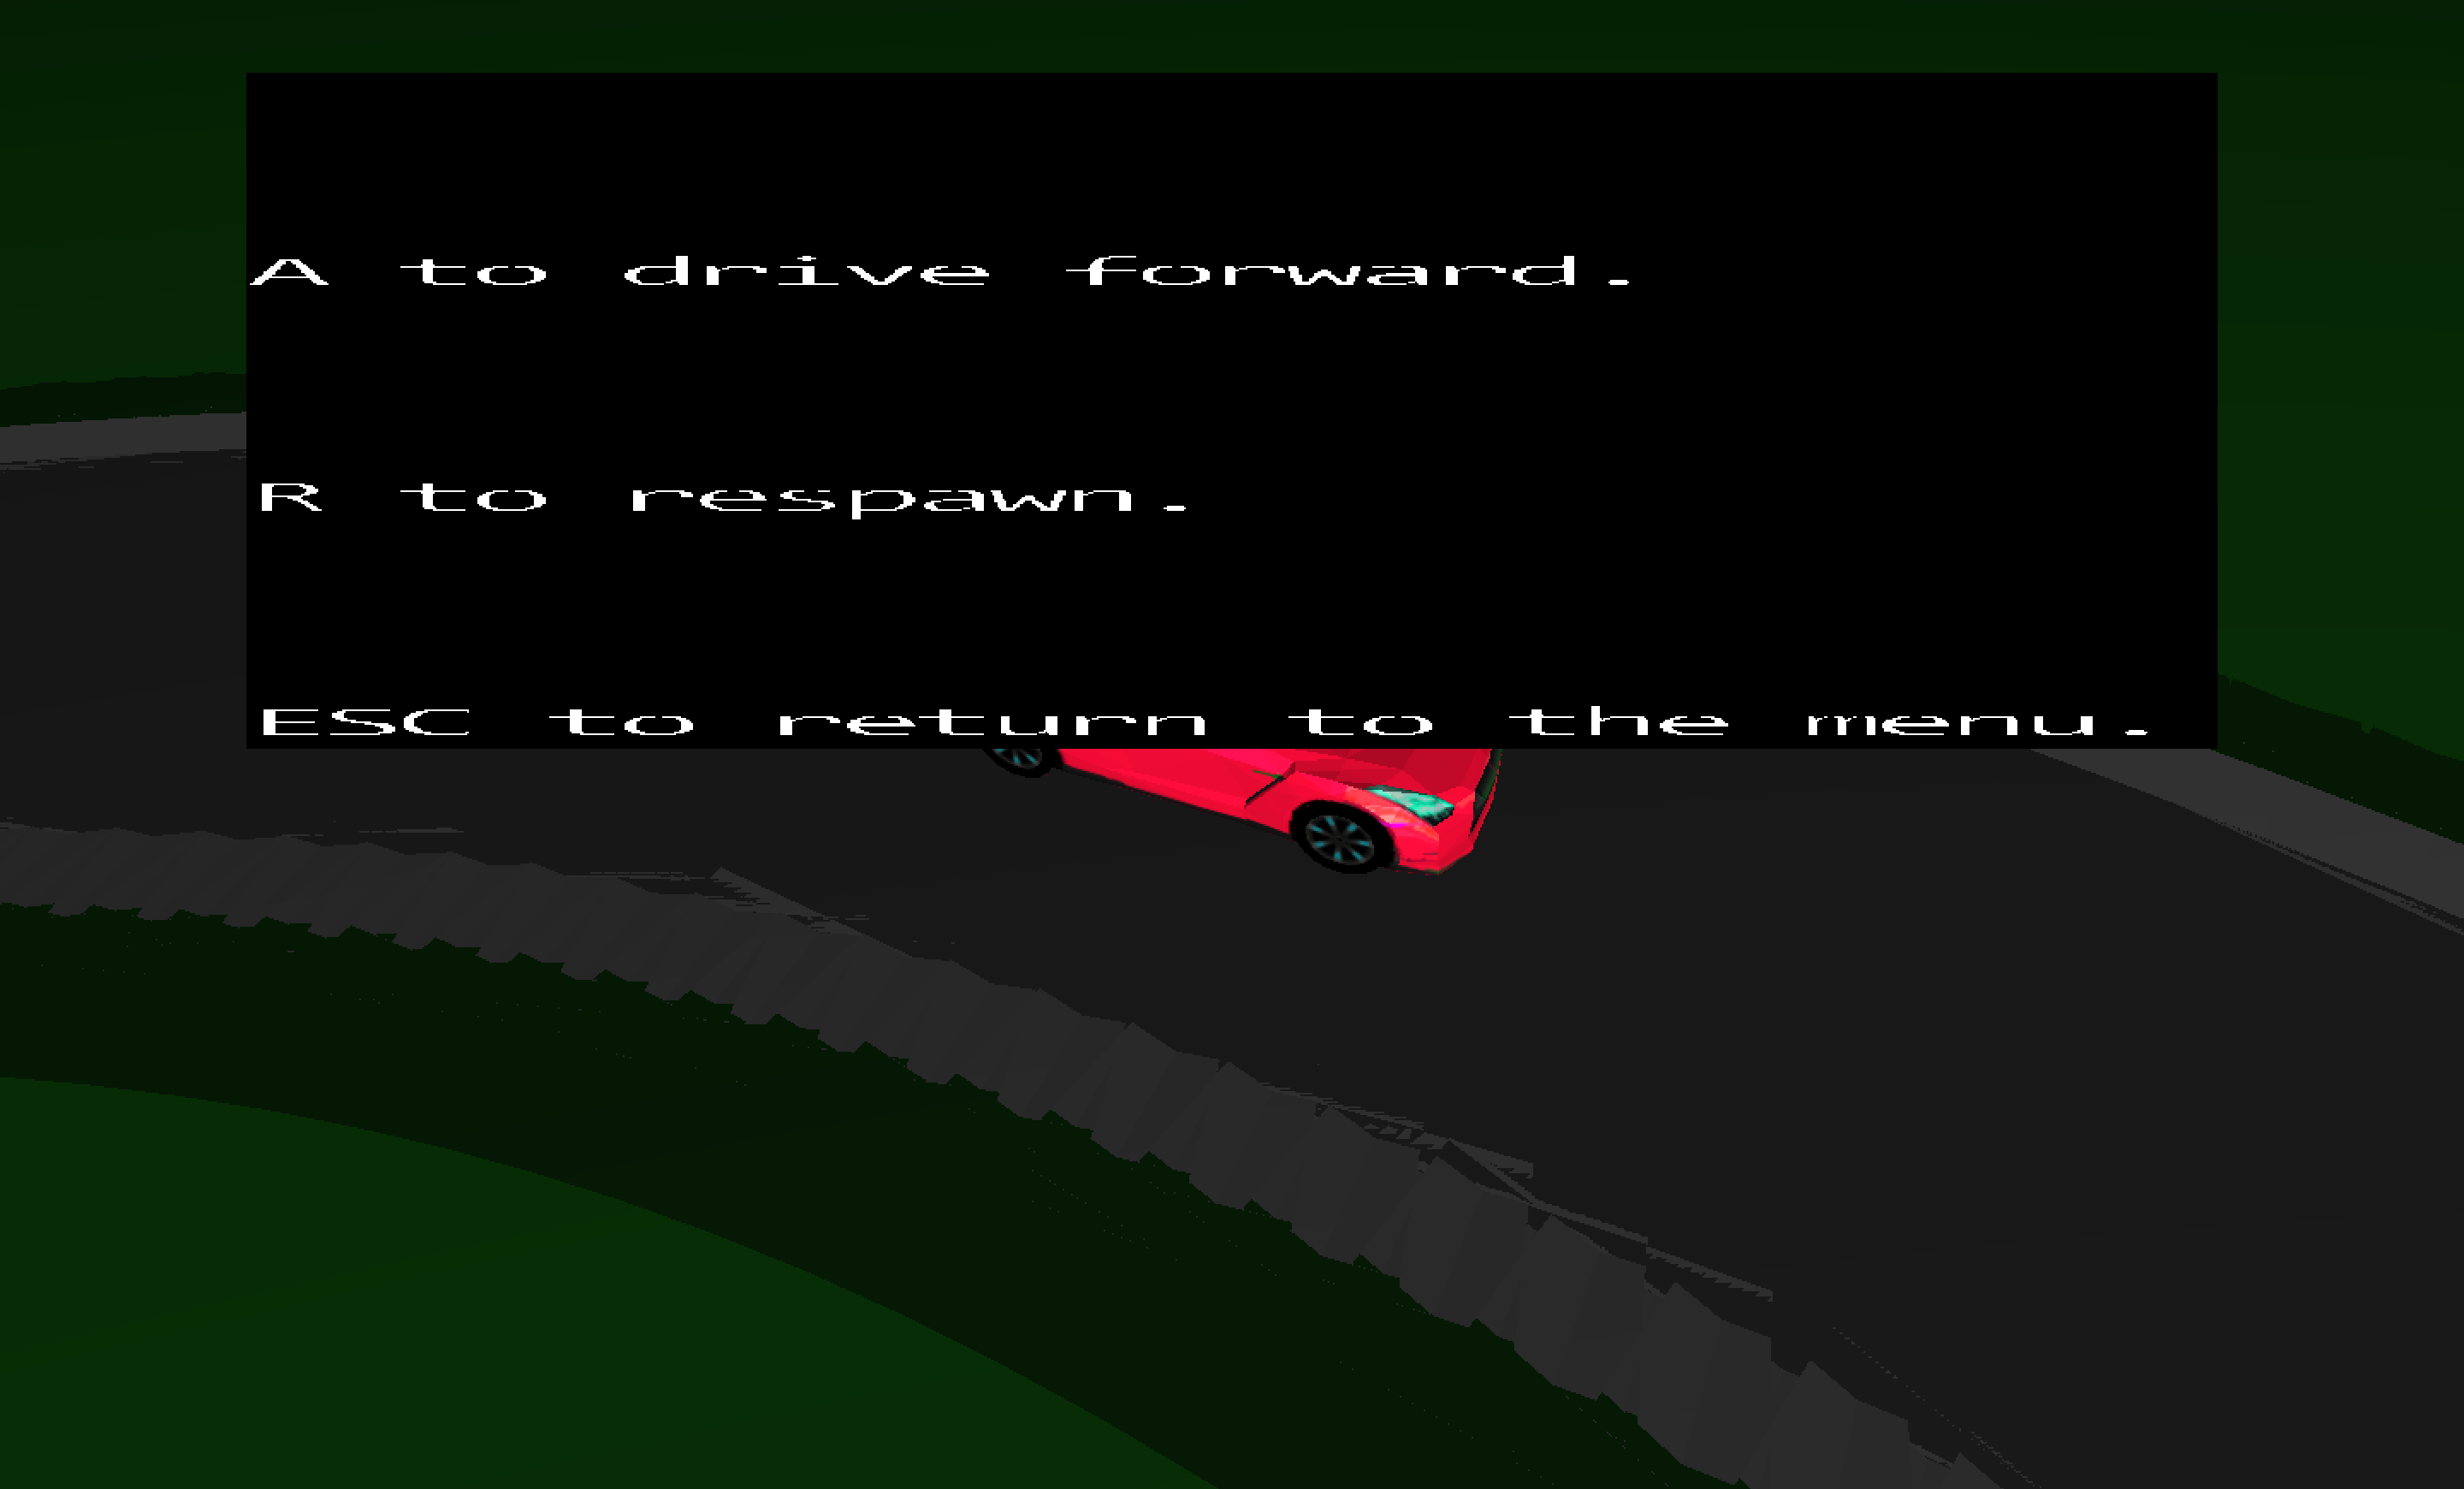 A to drive forward.
R to respawn.
ESC to return to the menu.